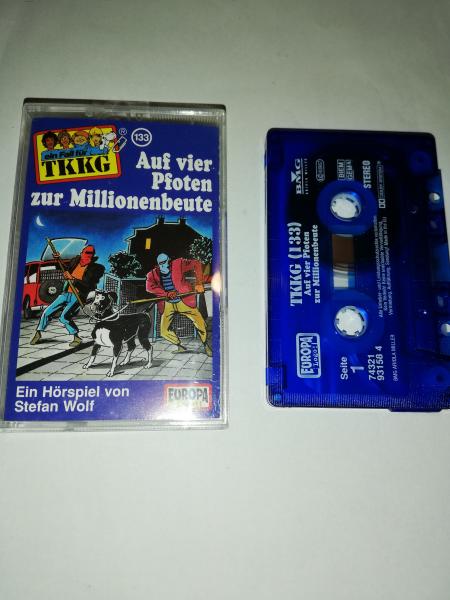 ein Fall für
TKKG
133
Auf vier
Pfoten
zur Millionenbeute
Ein Hörspiel von
Stefan Wolf
EUROPA
BMG
STEREO
TKKG (133)
Auf vier Pfoten
zur Millionenbeute
EUROPA
Logo!
Seite 1
74321
93158 4